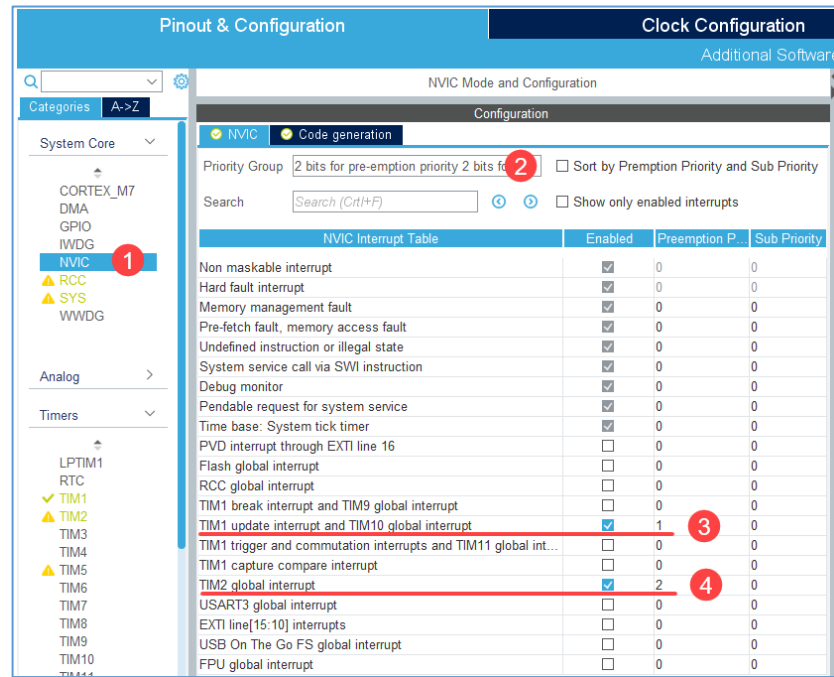 Pinout & Configuration
Clock Configuration
Additional Softwar
NVIC Mode and Configuration
Categories A->Z
System Core
CORTEX_M7
DMA
GPIO
IWDG
NVIC 1
RCC
SYS
WWDG
Analog
Timers
LPTIM1
RTC
TIM1
TIM2
TIM3
TIM4
TIM5
TIM6
TIM7
TIM8
TIM9
TIM10
TIM11
Configuration
NVIC Code generation
Priority Group 2 bits for pre-emption priority 2 bits fo 2 Sort by Premption Priority and Sub Priority
Search Search (Crtl+F) Show only enabled interrupts
NVIC Interrupt Table Enabled Preemption P... Sub Priority
Non maskable interrupt 0 0
Hard fault interrupt 0 0
Memory management fault 0 0
Pre-fetch fault, memory access fault 0 0
Undefined instruction or illegal state 0 0
System service call via SWI instruction 0 0
Debug monitor 0 0
Pendable request for system service 0 0
Time base: System tick timer 0 0
PVD interrupt through EXTI line 16 0 0
Flash global interrupt 0 0
RCC global interrupt 0 0
TIM1 break interrupt and TIM9 global interrupt 0 0
TIM1 update interrupt and TIM10 global interrupt 1 3 0
TIM1 trigger and commutation interrupts and TIM11 global int... 0 0
TIM1 capture compare interrupt 0 0
TIM2 global interrupt 2 4 0
USART3 global interrupt 0 0
EXTI line[15:10] interrupts 0 0
USB On The Go FS global interrupt 0 0
FPU global interrupt 0 0